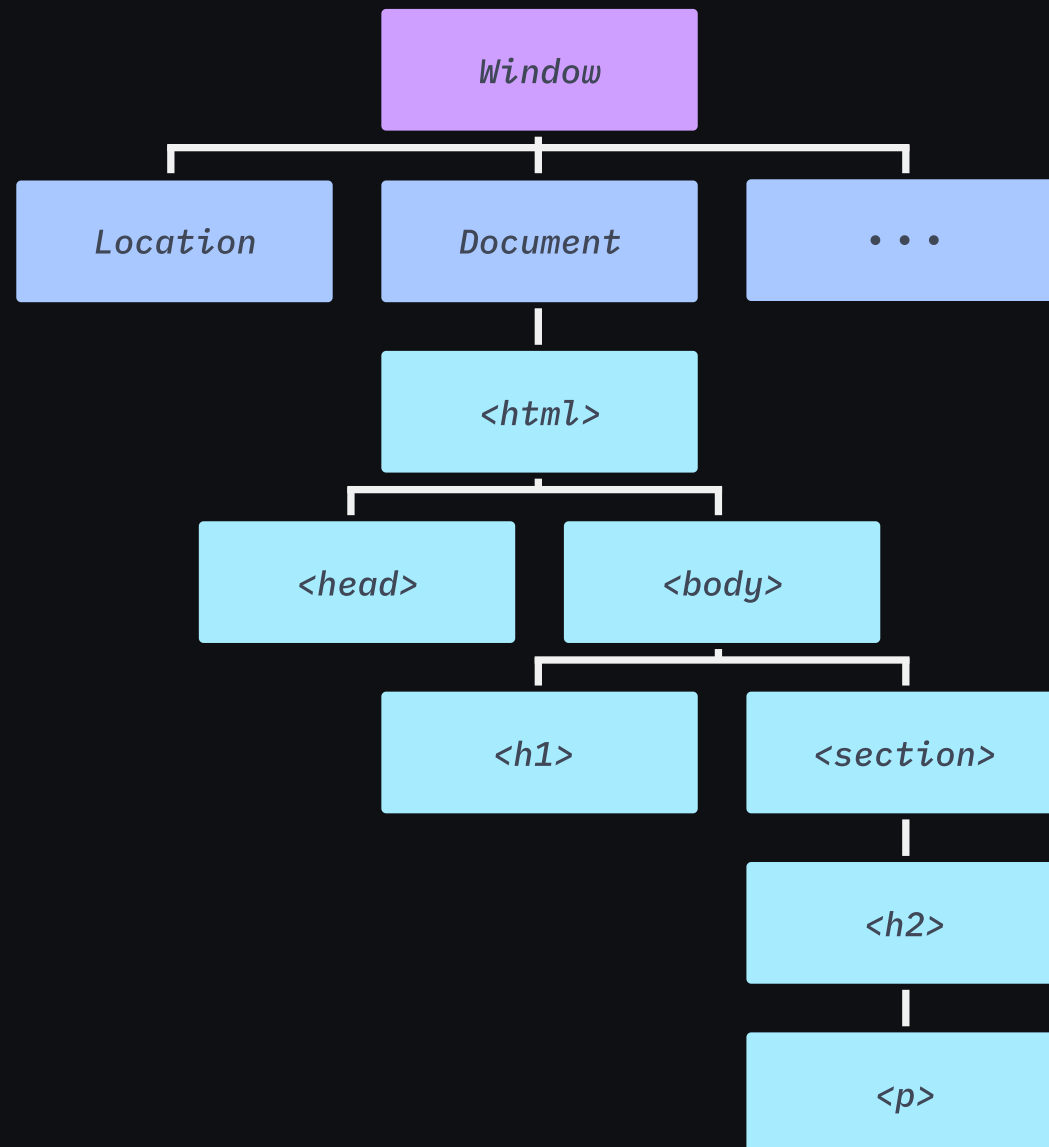 Window
Location
Document
• • •
<html>
<head>
<body>
<h1>
<section>
<h2>
<p>